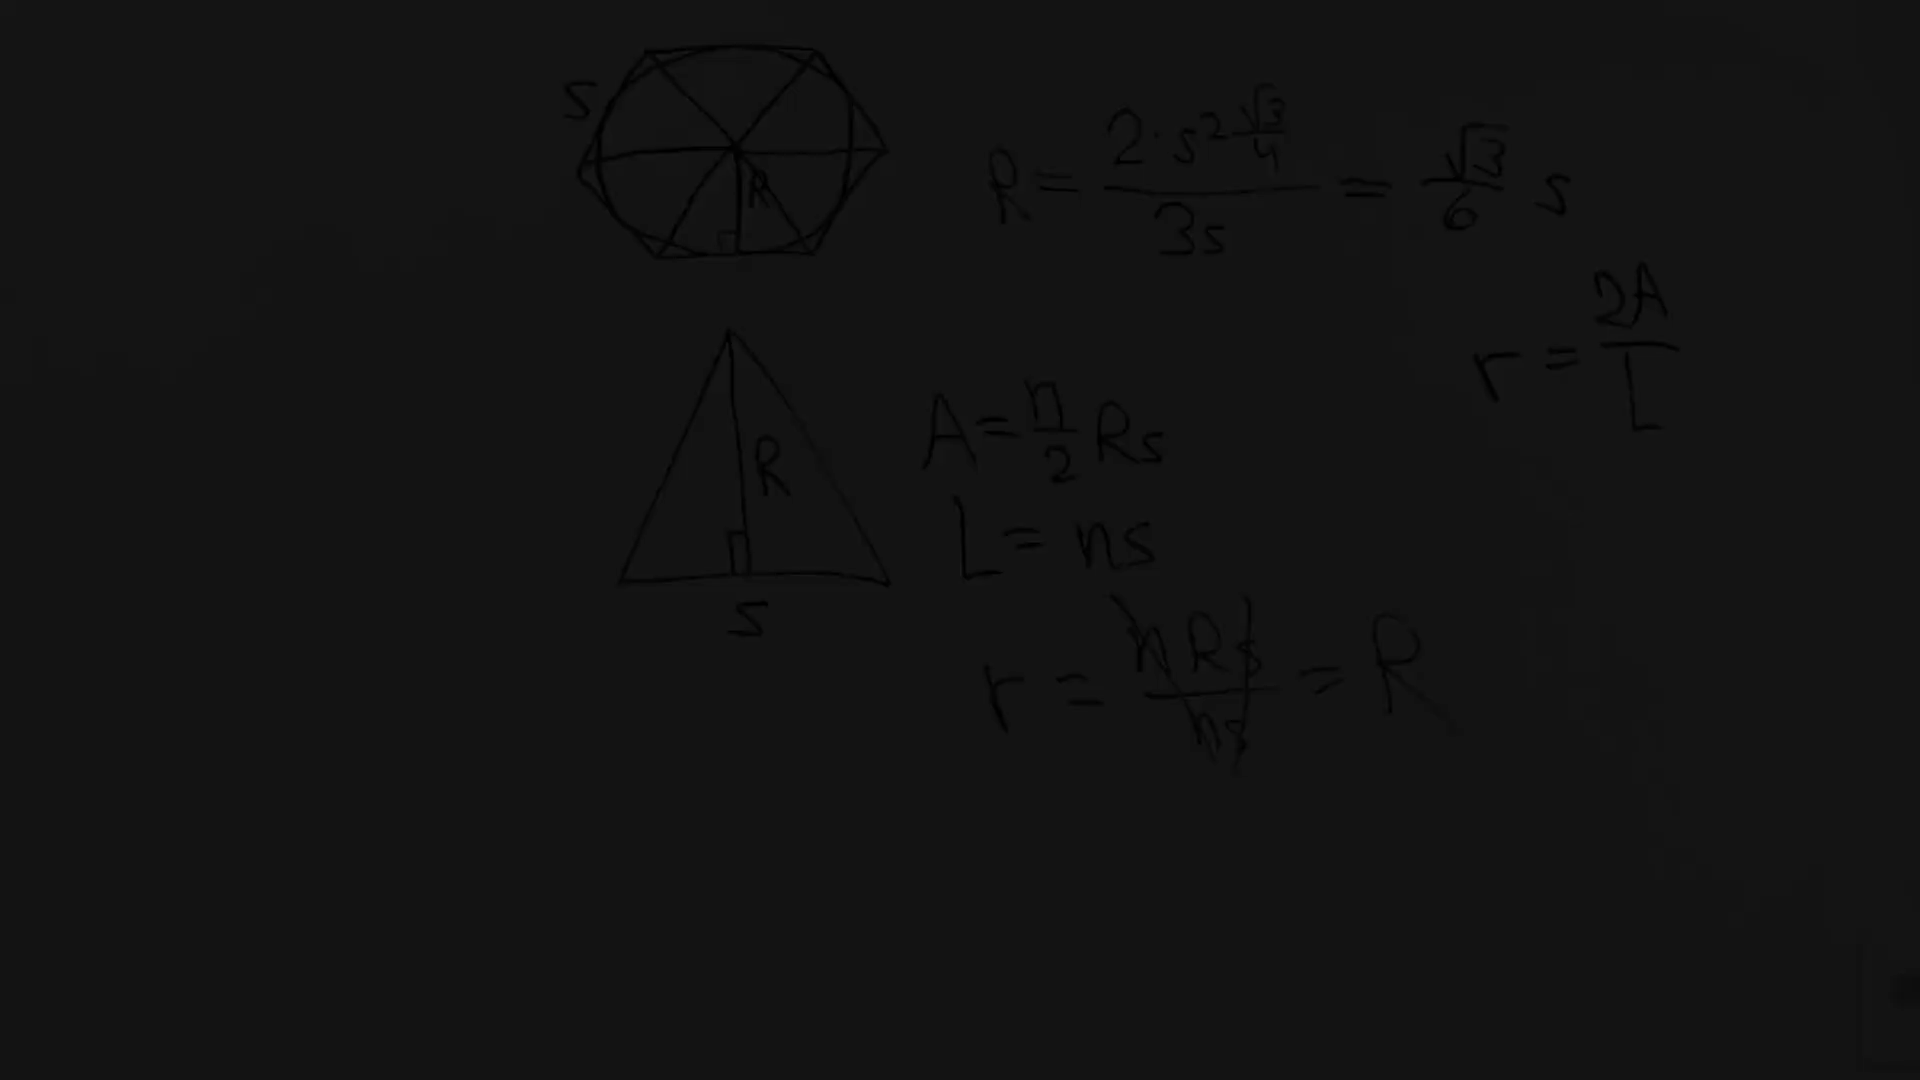 s
R
R = 2·s² √3/4 / 3s = √3/6 s
r = 2A/L
R
s
A = n/2 Rs
L = ns
r = nRs/ns = R